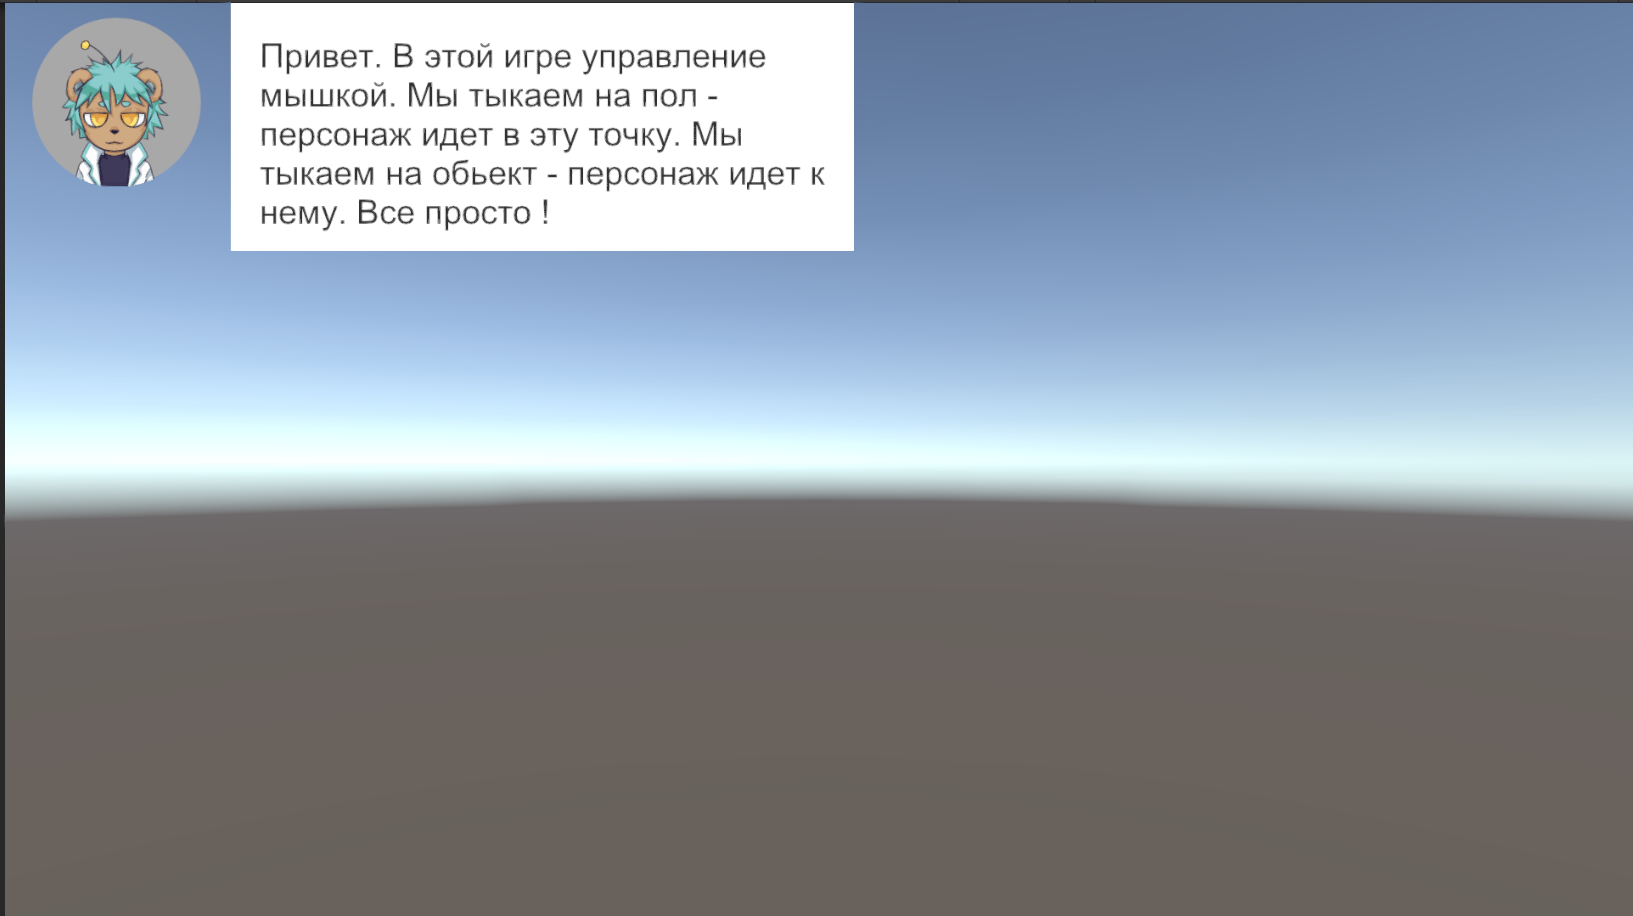 Привет. В этой игре управление
мышкой. Мы тыкаем на пол -
персонаж идет в эту точку. Мы
тыкаем на обьект - персонаж идет к
нему. Все просто !